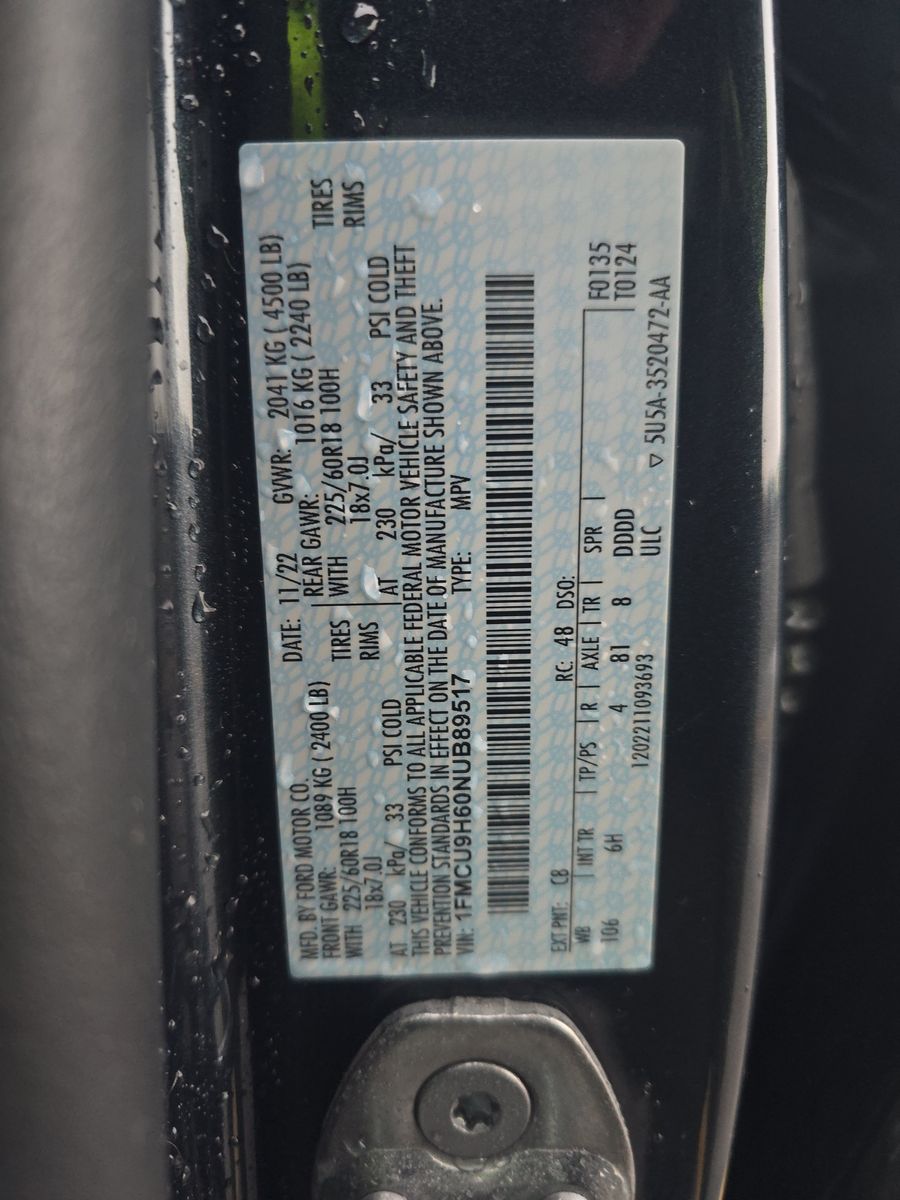 MFD. BY FORD MOTOR CO.
DATE: 11/22 GVWR: 2041 KG ( 4500 LB)
FRONT GAWR: 1089 KG ( 2400 LB)
REAR GAWR: 1016 KG ( 2240 LB)
WITH 225/60R18 100H TIRES
WITH 225/60R18 100H TIRES
18x7.0J RIMS
18x7.0J RIMS
AT 230 kPa/ 33 PSI COLD
AT 230 kPa/ 33 PSI COLD
THIS VEHICLE CONFORMS TO ALL APPLICABLE FEDERAL MOTOR VEHICLE SAFETY AND THEFT
PREVENTION STANDARDS IN EFFECT ON THE DATE OF MANUFACTURE SHOWN ABOVE.
VIN: 1FMCU9H60NUB89517 TYPE: MPV
EXT PNT: C8 RC: 48 DSO:
WB INT TR TP/PS R AXLE TR SPR F0135
106 6H 4 81 8 DDDD T0124
1202211093693 ULC ▽ 5U5A-3520472-AA